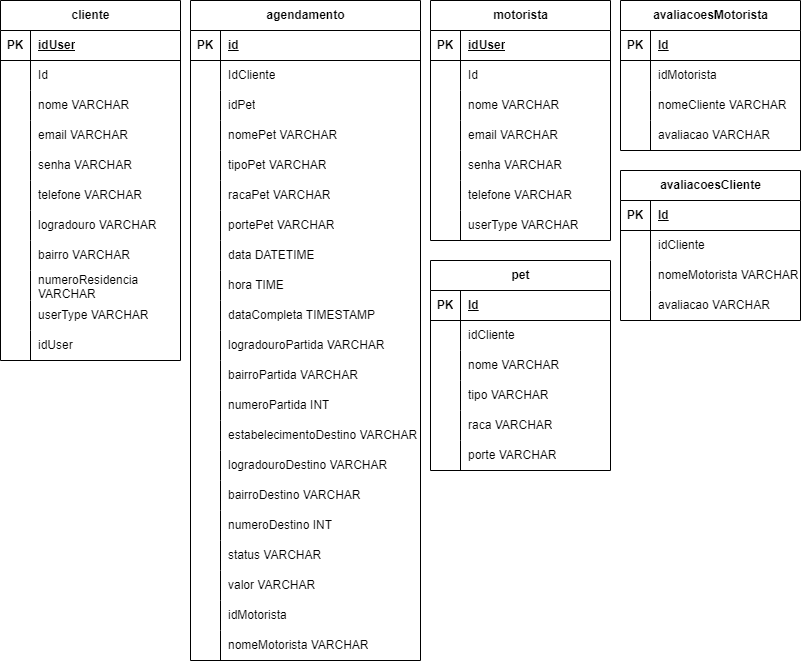 cliente
PK idUser
Id
nome VARCHAR
email VARCHAR
senha VARCHAR
telefone VARCHAR
logradouro VARCHAR
bairro VARCHAR
numeroResidencia
VARCHAR
userType VARCHAR
idUser
agendamento
PK id
IdCliente
idPet
nomePet VARCHAR
tipoPet VARCHAR
racaPet VARCHAR
portePet VARCHAR
data DATETIME
hora TIME
dataCompleta TIMESTAMP
logradouroPartida VARCHAR
bairroPartida VARCHAR
numeroPartida INT
estabelecimentoDestino VARCHAR
logradouroDestino VARCHAR
bairroDestino VARCHAR
numeroDestino INT
status VARCHAR
valor VARCHAR
idMotorista
nomeMotorista VARCHAR
motorista
PK idUser
Id
nome VARCHAR
email VARCHAR
senha VARCHAR
telefone VARCHAR
userType VARCHAR
pet
PK Id
idCliente
nome VARCHAR
tipo VARCHAR
raca VARCHAR
porte VARCHAR
avaliacoesMotorista
PK Id
idMotorista
nomeCliente VARCHAR
avaliacao VARCHAR
avaliacoesCliente
PK Id
idCliente
nomeMotorista VARCHAR
avaliacao VARCHAR